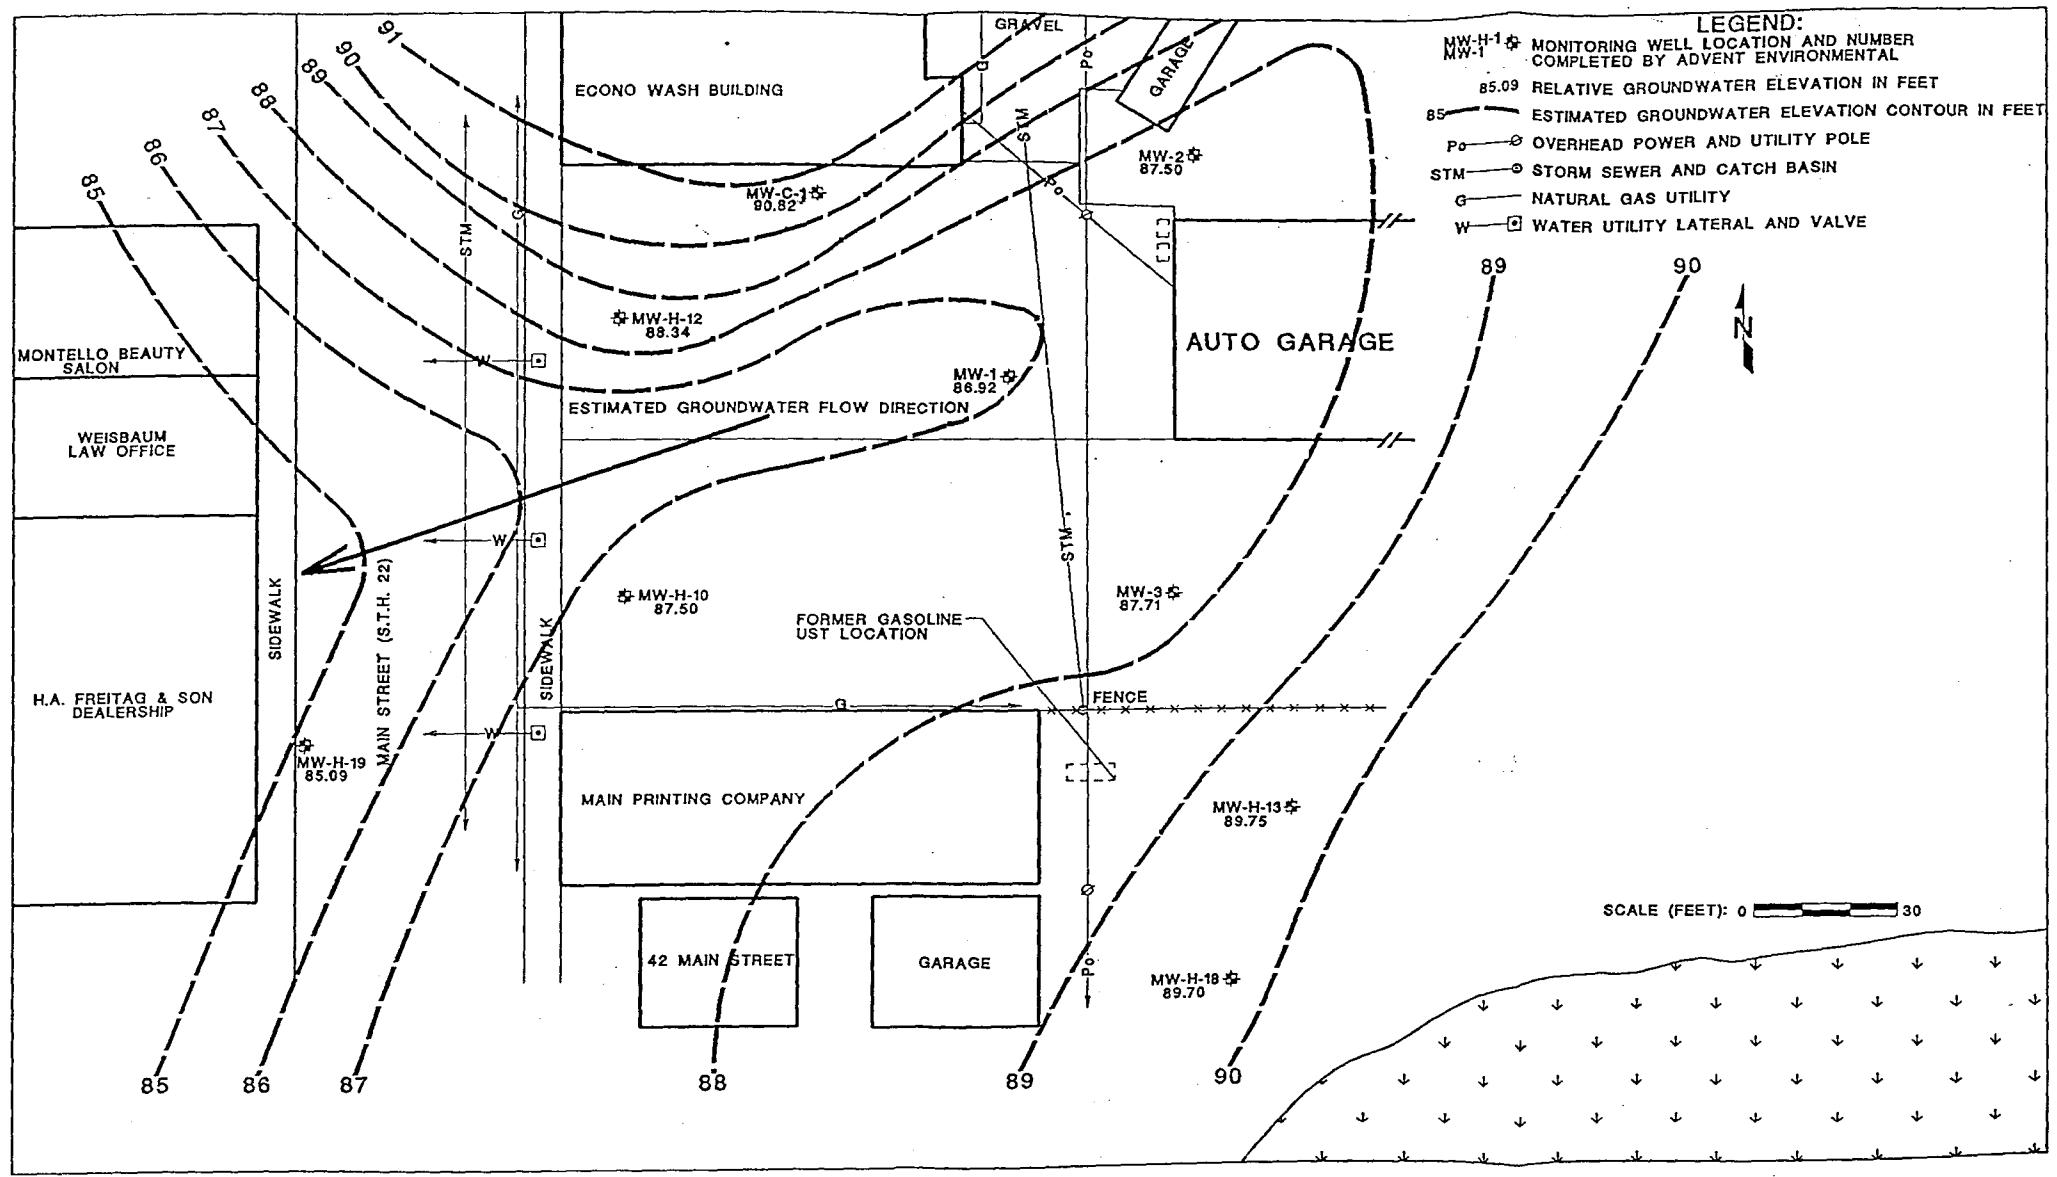 LEGEND:
MW-H-1
MW-1
MONITORING WELL LOCATION AND NUMBER
COMPLETED BY ADVENT ENVIRONMENTAL
85.09 RELATIVE GROUNDWATER ELEVATION IN FEET
85 ESTIMATED GROUNDWATER ELEVATION CONTOUR IN FEET
Po OVERHEAD POWER AND UTILITY POLE
STM STORM SEWER AND CATCH BASIN
G NATURAL GAS UTILITY
W WATER UTILITY LATERAL AND VALVE
91
90
89
88
87
86
85
GRAVEL
GARAGE
ECONO WASH BUILDING
G
Po
STM
MW-2
87.50
MW-C-1
90.82
Po
G
STM
89
90
N
MW-H-12
88.34
AUTO GARAGE
MONTELLO BEAUTY
SALON
W
MW-1
86.92
ESTIMATED GROUNDWATER FLOW DIRECTION
WEISBAUM
LAW OFFICE
W
STM
SIDEWALK
MAIN STREET (S.T.H. 22)
SIDEWALK
MW-H-10
87.50
MW-3
87.71
FORMER GASOLINE
UST LOCATION
H.A. FREITAG & SON
DEALERSHIP
G
FENCE
W
MW-H-19
85.09
MAIN PRINTING COMPANY
MW-H-13
89.75
SCALE (FEET): 0 30
42 MAIN STREET
GARAGE
Po
MW-H-18
89.70
85
86
87
88
89
90